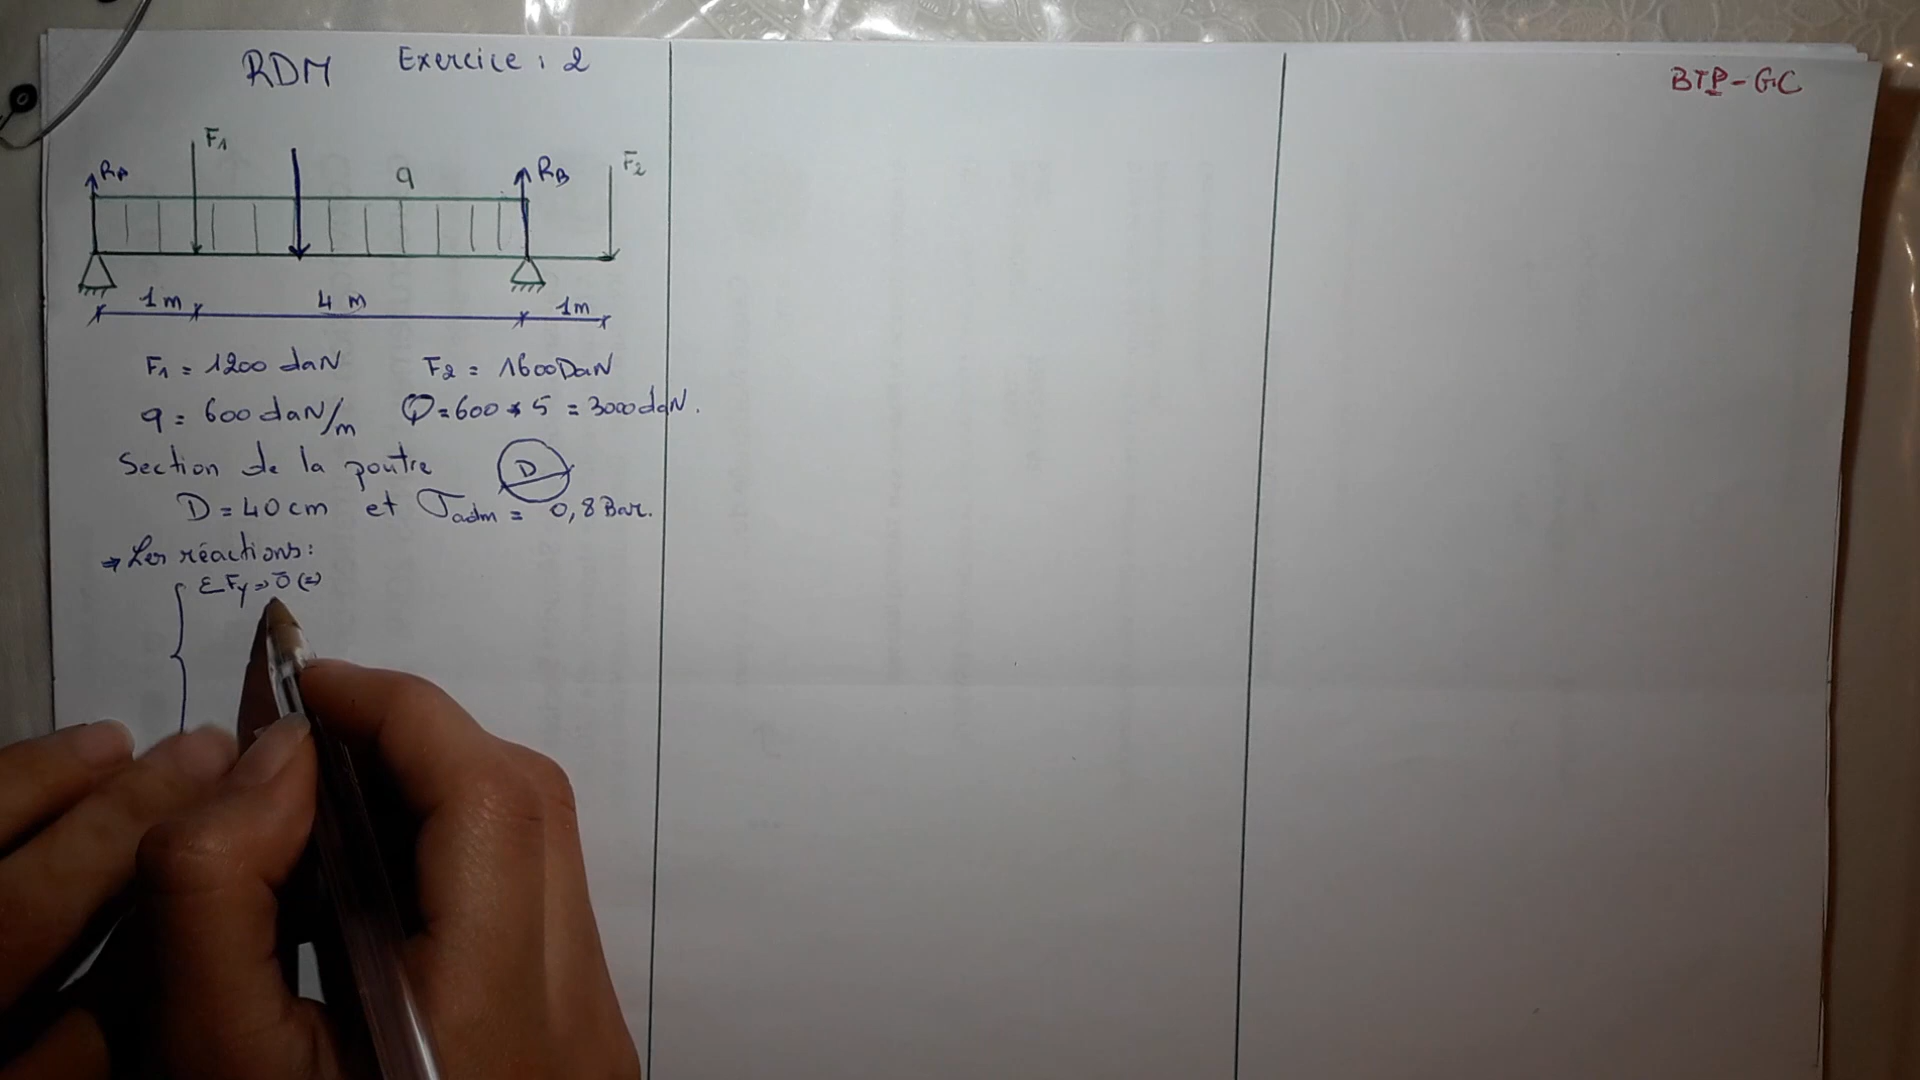 RDM Exercice : 2
BTP - GC
F1
F2
RA
q
RB
1m 4 m 1m
F1 = 1200 daN F2 = 1600DaN
q = 600 daN/m Q = 600 * 5 = 3000 daN.
Section de la poutre D
D = 40 cm et σadm = 0,8 Bar.
⇒ Les réactions :
ΣFy = 0 (=)